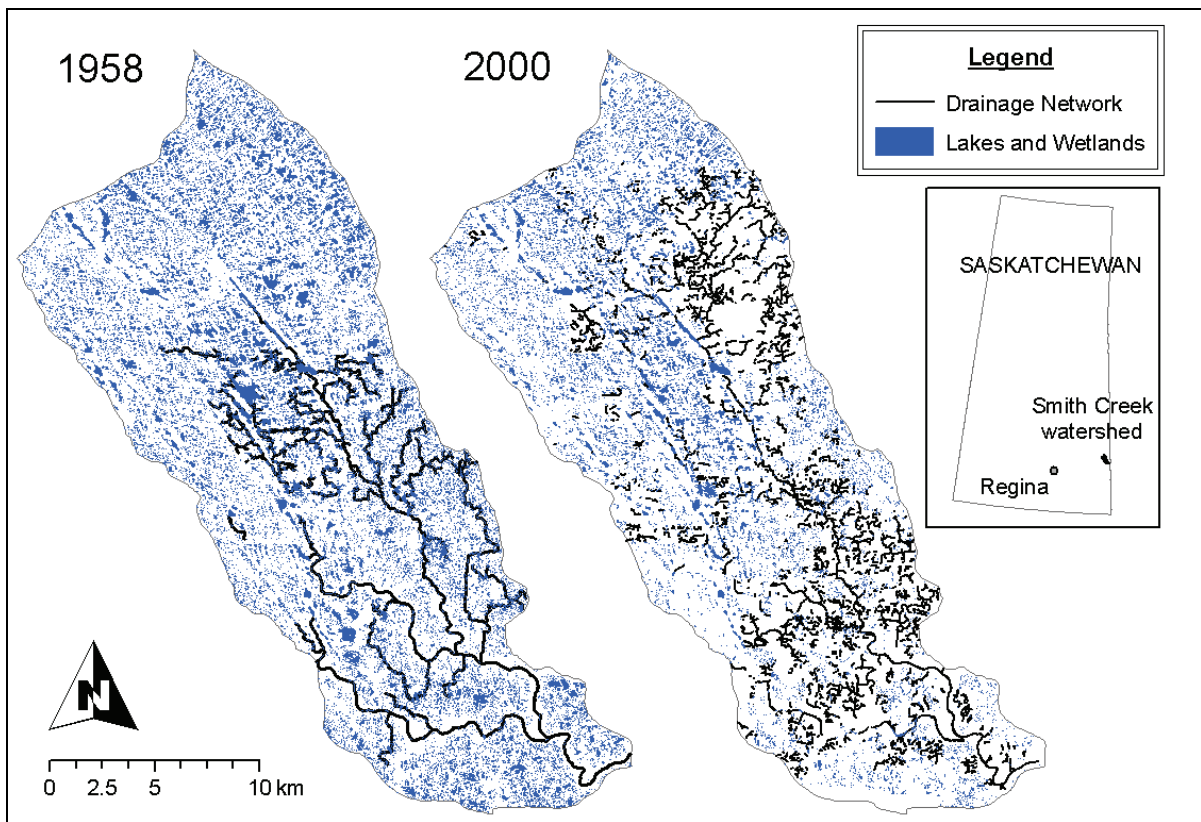 1958
2000
Legend
Drainage Network
Lakes and Wetlands
SASKATCHEWAN
Smith Creek
watershed
Regina
N
0 2.5 5 10 km